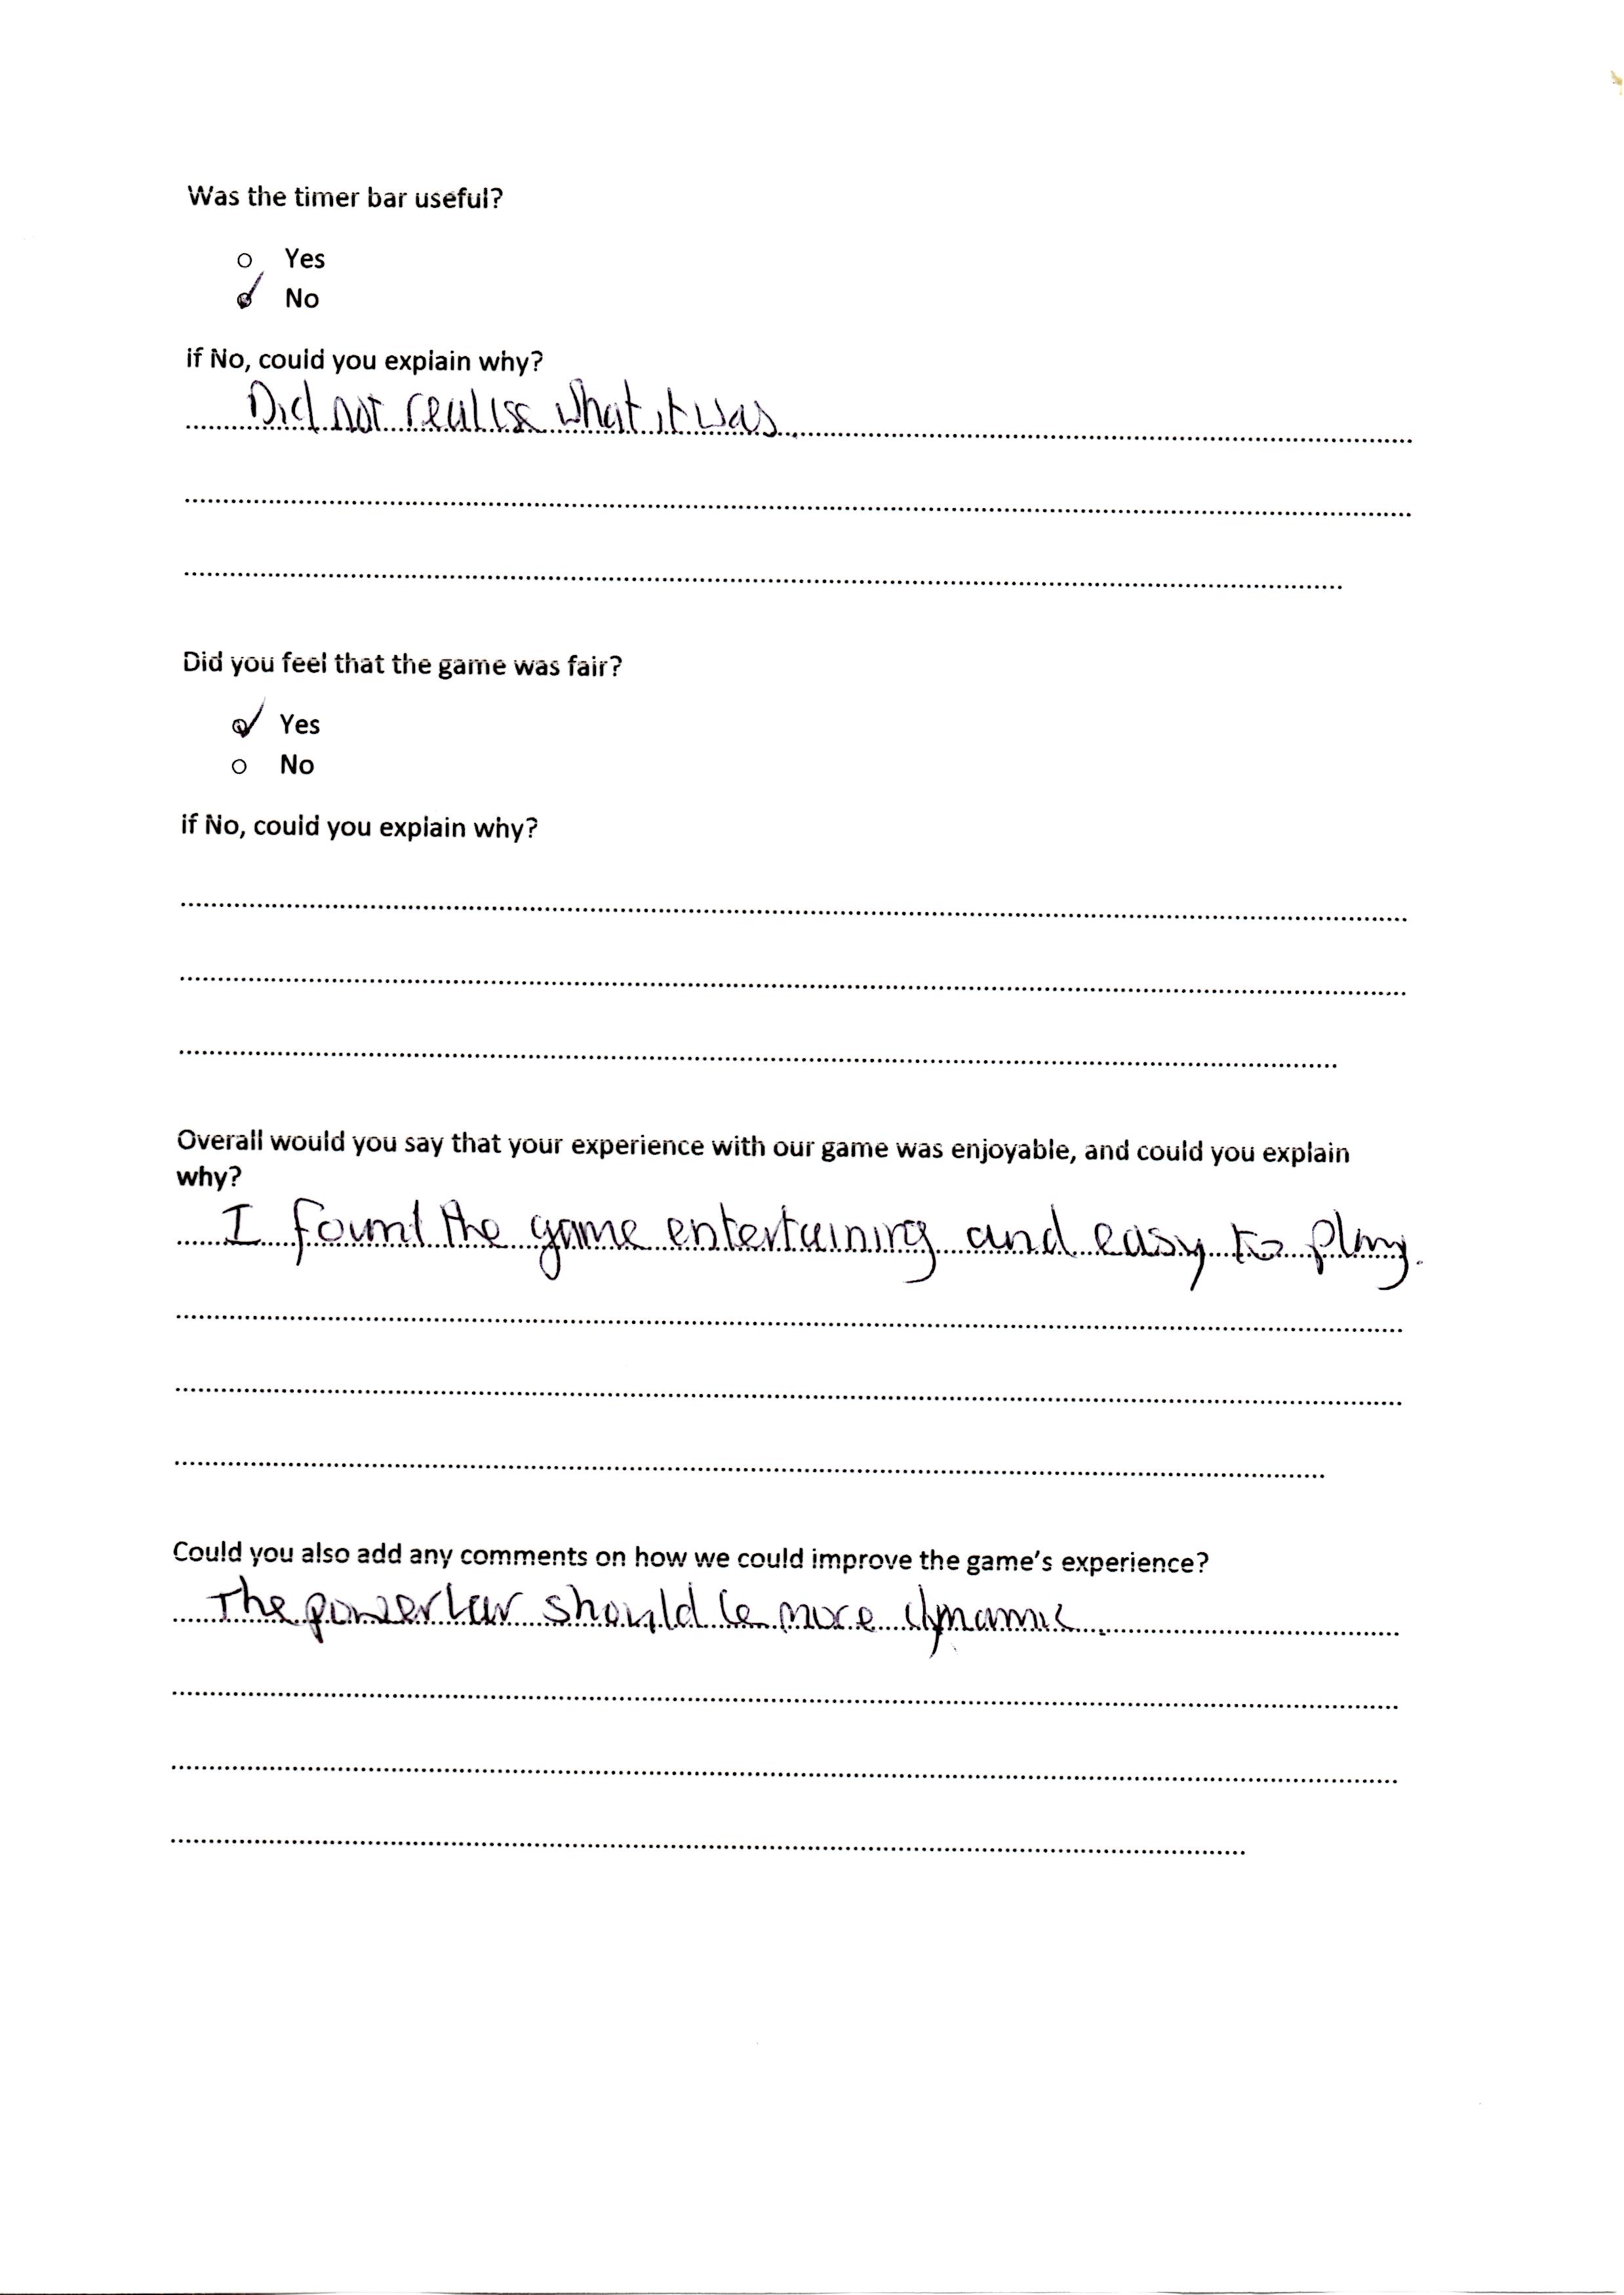 Was the timer bar useful?
Yes
No
if No, could you explain why?
Did not realise what it was.
Did you feel that the game was fair?
Yes
No
if No, could you explain why?
Overall would you say that your experience with our game was enjoyable, and could you explain
why?
I found the game entertaining and easy to play.
Could you also add any comments on how we could improve the game's experience?
The powerbar should be more dynamic.